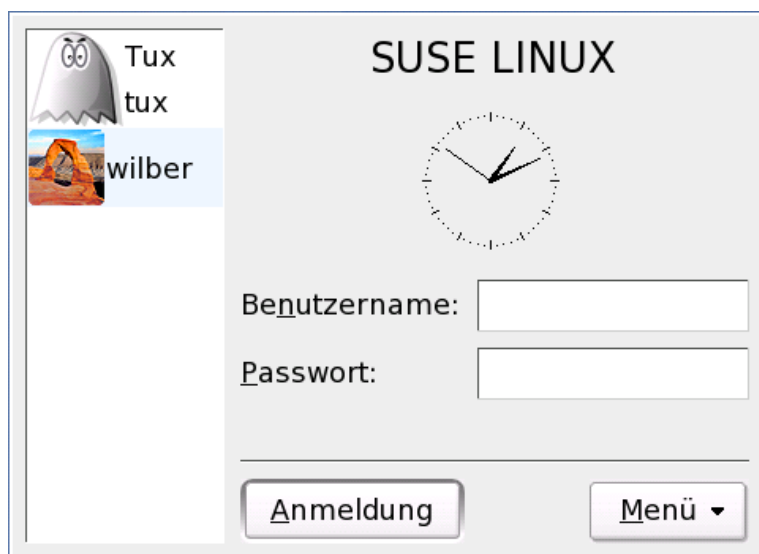 Tux
tux
wilber
SUSE LINUX
Benutzername:
Passwort:
Anmeldung
Menü